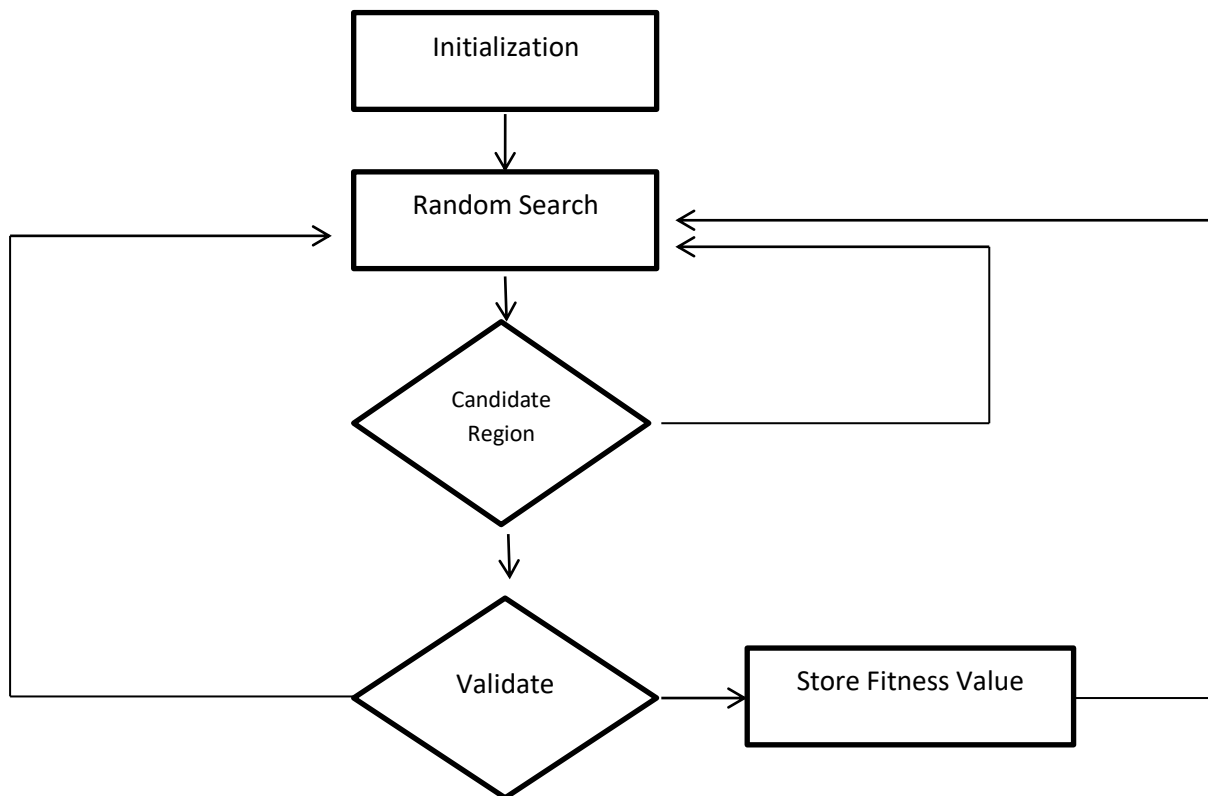 Initialization
Random Search
Candidate
Region
Validate
Store Fitness Value